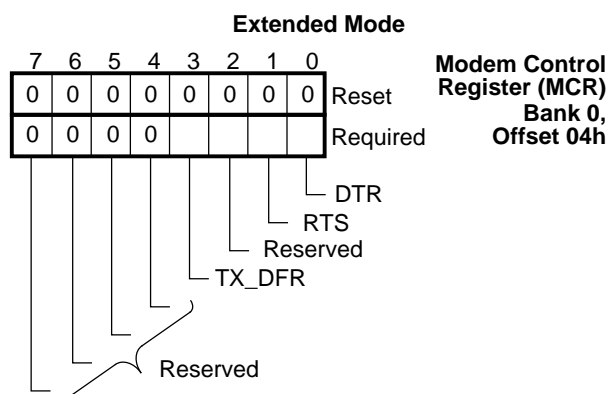 Extended Mode
7 6 5 4 3 2 1 0
Modem Control
Register (MCR)
Bank 0,
Offset 04h
0 0 0 0 0 0 0 0 Reset
0 0 0 0 Required
DTR
RTS
Reserved
TX_DFR
Reserved